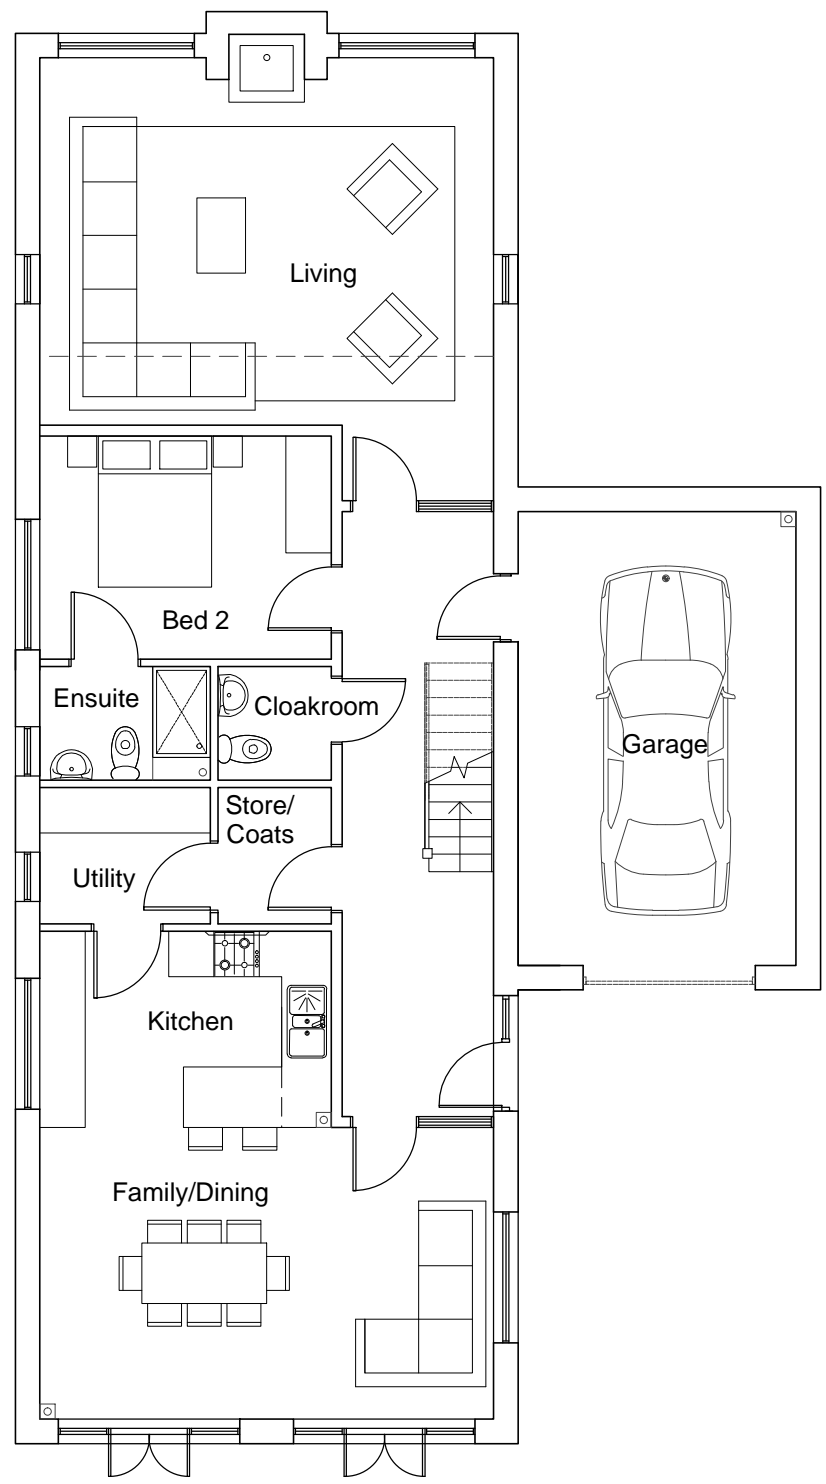 Living
Bed 2
Ensuite
Cloakroom
Garage
Store/
Coats
Utility
Kitchen
Family/Dining